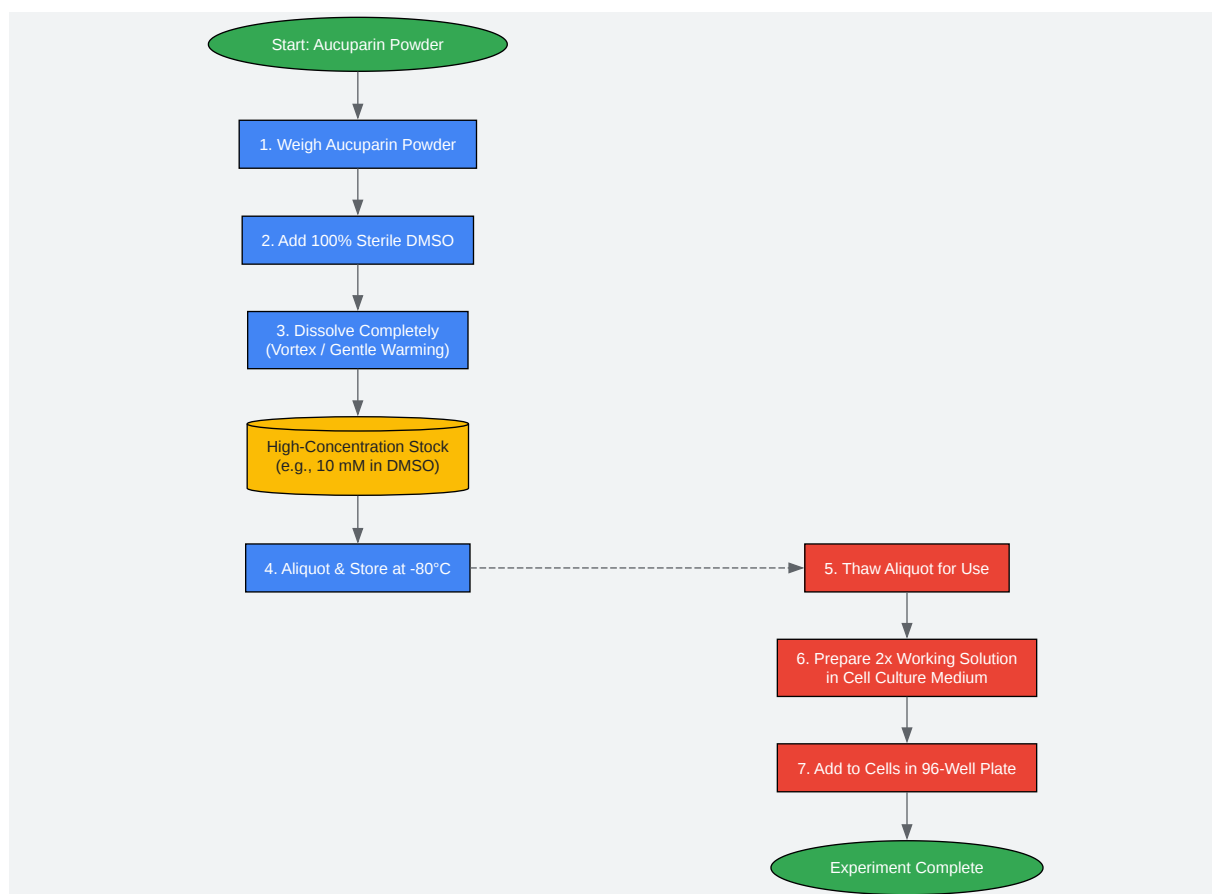 Start: Aucuparin Powder
1. Weigh Aucuparin Powder
2. Add 100% Sterile DMSO
3. Dissolve Completely
(Vortex / Gentle Warming)
High-Concentration Stock
(e.g., 10 mM in DMSO)
4. Aliquot & Store at -80°C
5. Thaw Aliquot for Use
6. Prepare 2x Working Solution
in Cell Culture Medium
7. Add to Cells in 96-Well Plate
Experiment Complete